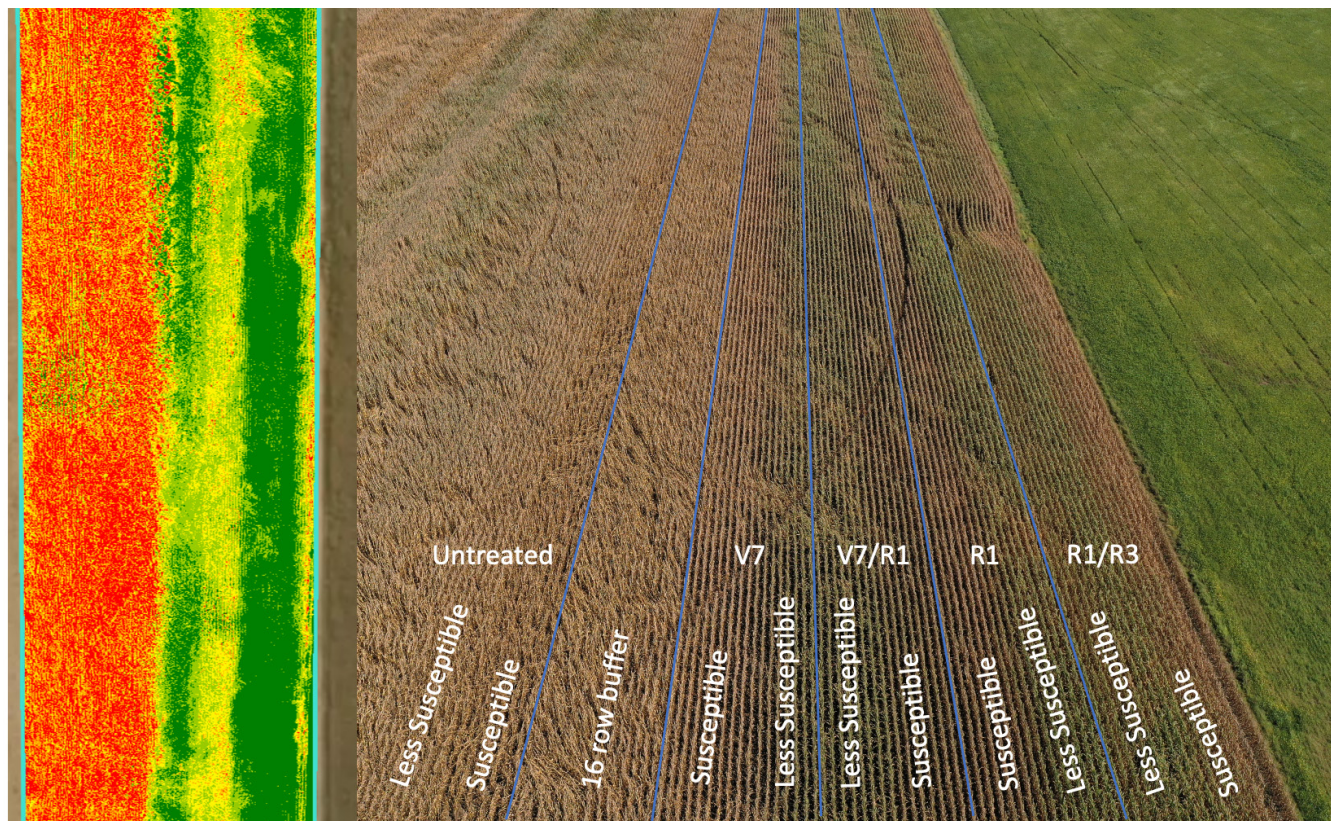 Untreated
V7
V7/R1
R1
R1/R3
Less Susceptible
Susceptible
16 row buffer
Susceptible
Less Susceptible
Less Susceptible
Susceptible
Susceptible
Less Susceptible
Less Susceptible
Susceptible